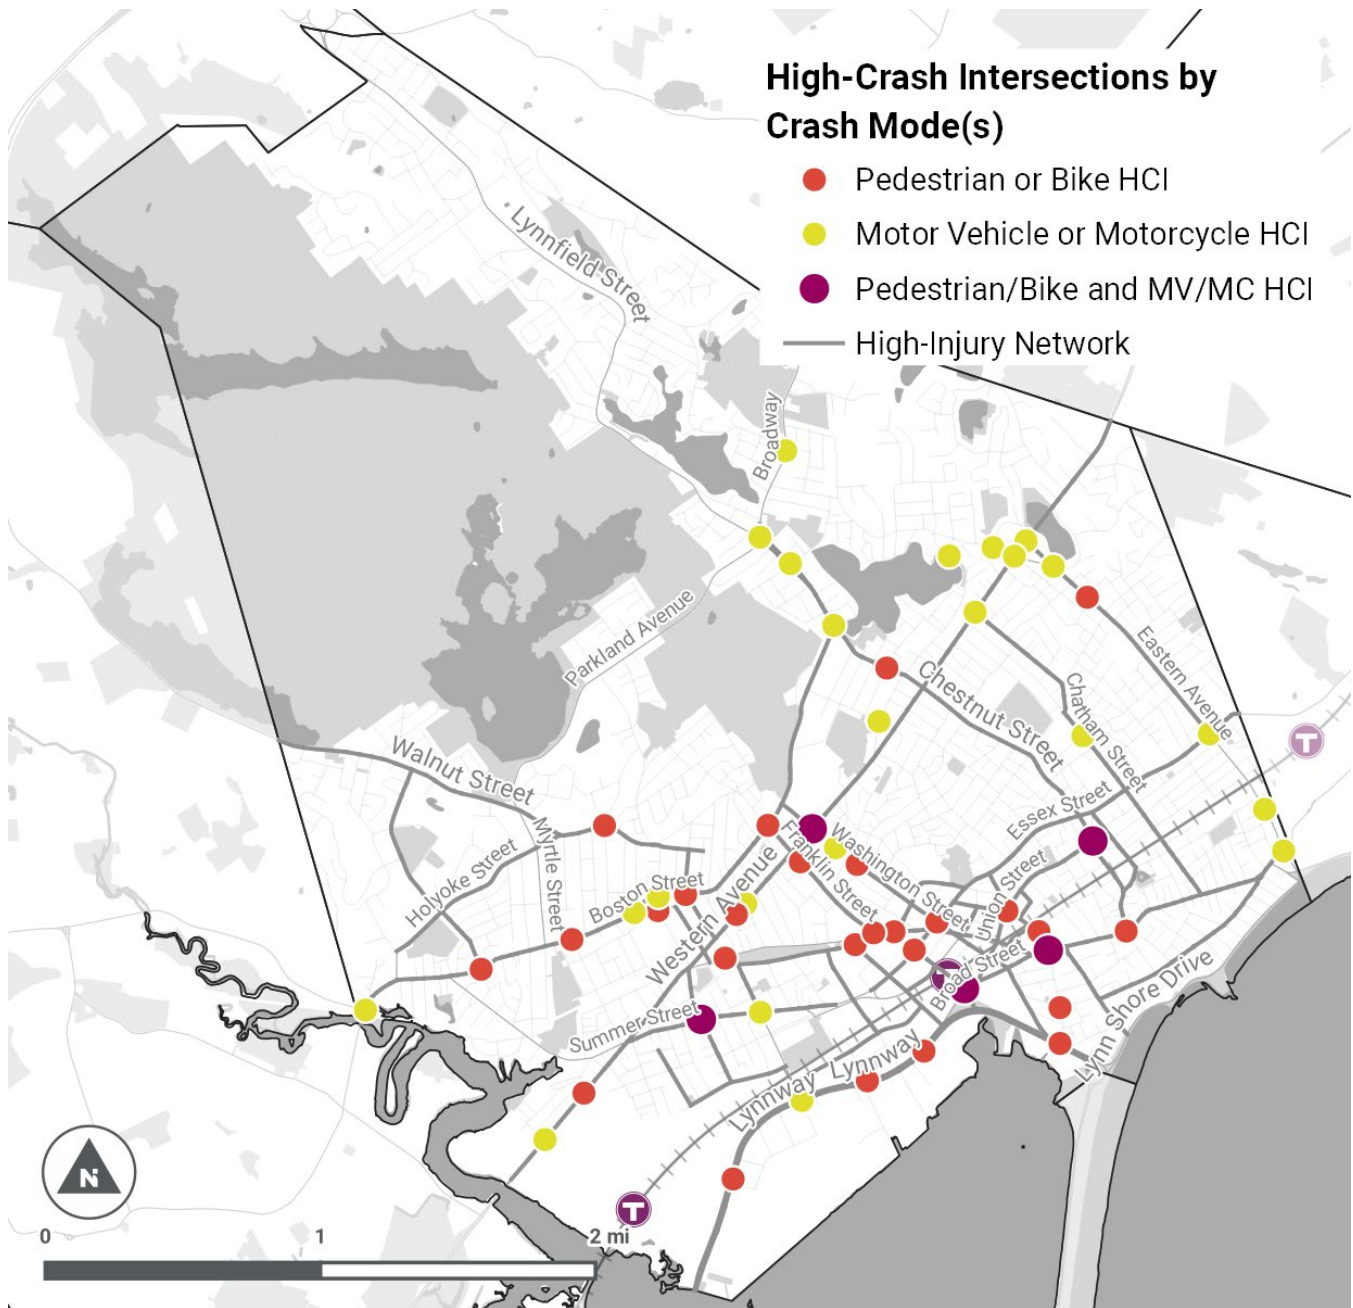 High-Crash Intersections by
Crash Mode(s)
Pedestrian or Bike HCI
Motor Vehicle or Motorcycle HCI
Pedestrian/Bike and MV/MC HCI
High-Injury Network
Lynnfield Street
Broadway
Parkland Avenue
Eastern Avenue
Chestnut Street
Chatham Street
T
Walnut Street
Essex Street
Myrtle Street
Holyoke Street
Washington Street
Franklin Street
Union Street
Boston Street
Western Avenue
T
Broad Street
Lynn Shore Drive
Summer Street
Lynnway
Lynnway
N
T
0
1
2 mi